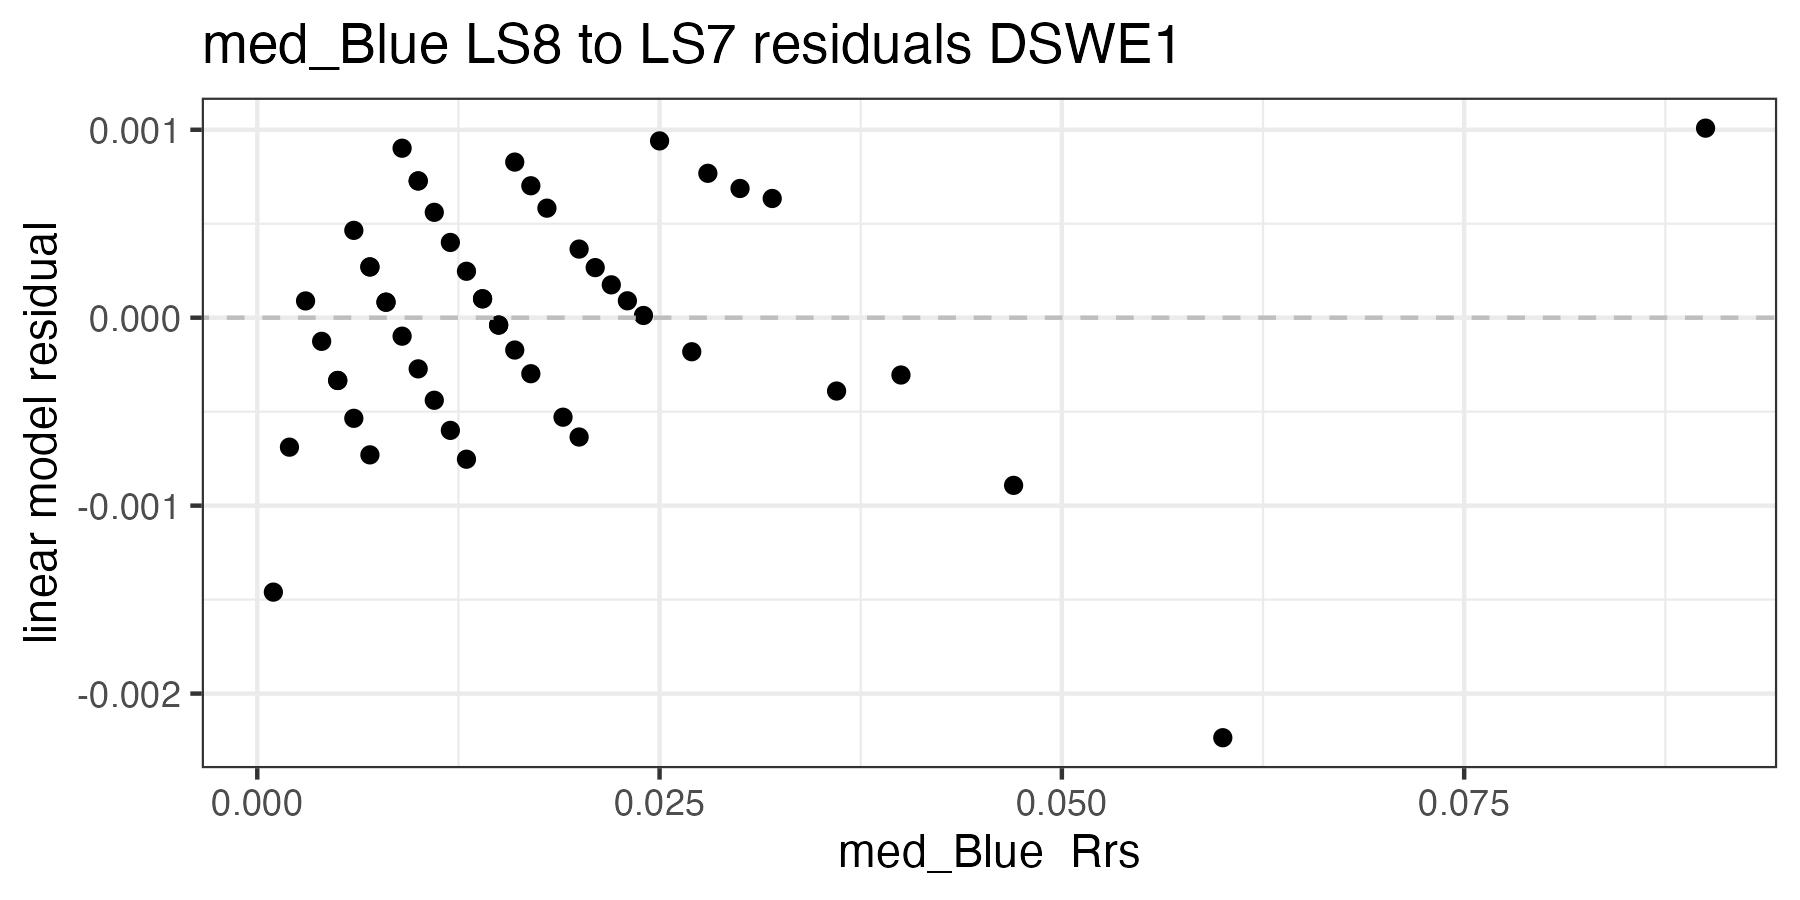 med_Blue LS8 to LS7 residuals DSWE1
linear model residual
0.001
0.000
-0.001
-0.002
0.000 0.025 0.050 0.075
med_Blue  Rrs